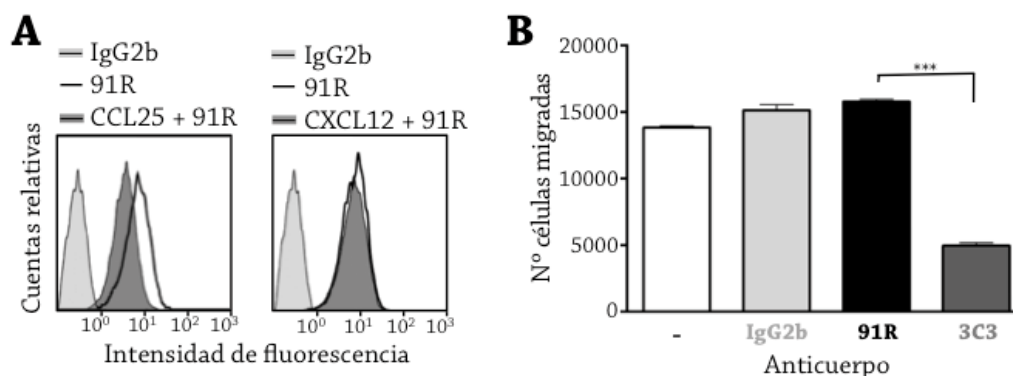 A
IgG2b
91R
CCL25 + 91R
IgG2b
91R
CXCL12 + 91R
Cuentas relativas
10⁰ 10¹ 10² 10³
10⁰ 10¹ 10² 10³
Intensidad de fluorescencia
B
Nº células migradas
20000
15000
10000
5000
0
***
- IgG2b 91R 3C3
Anticuerpo